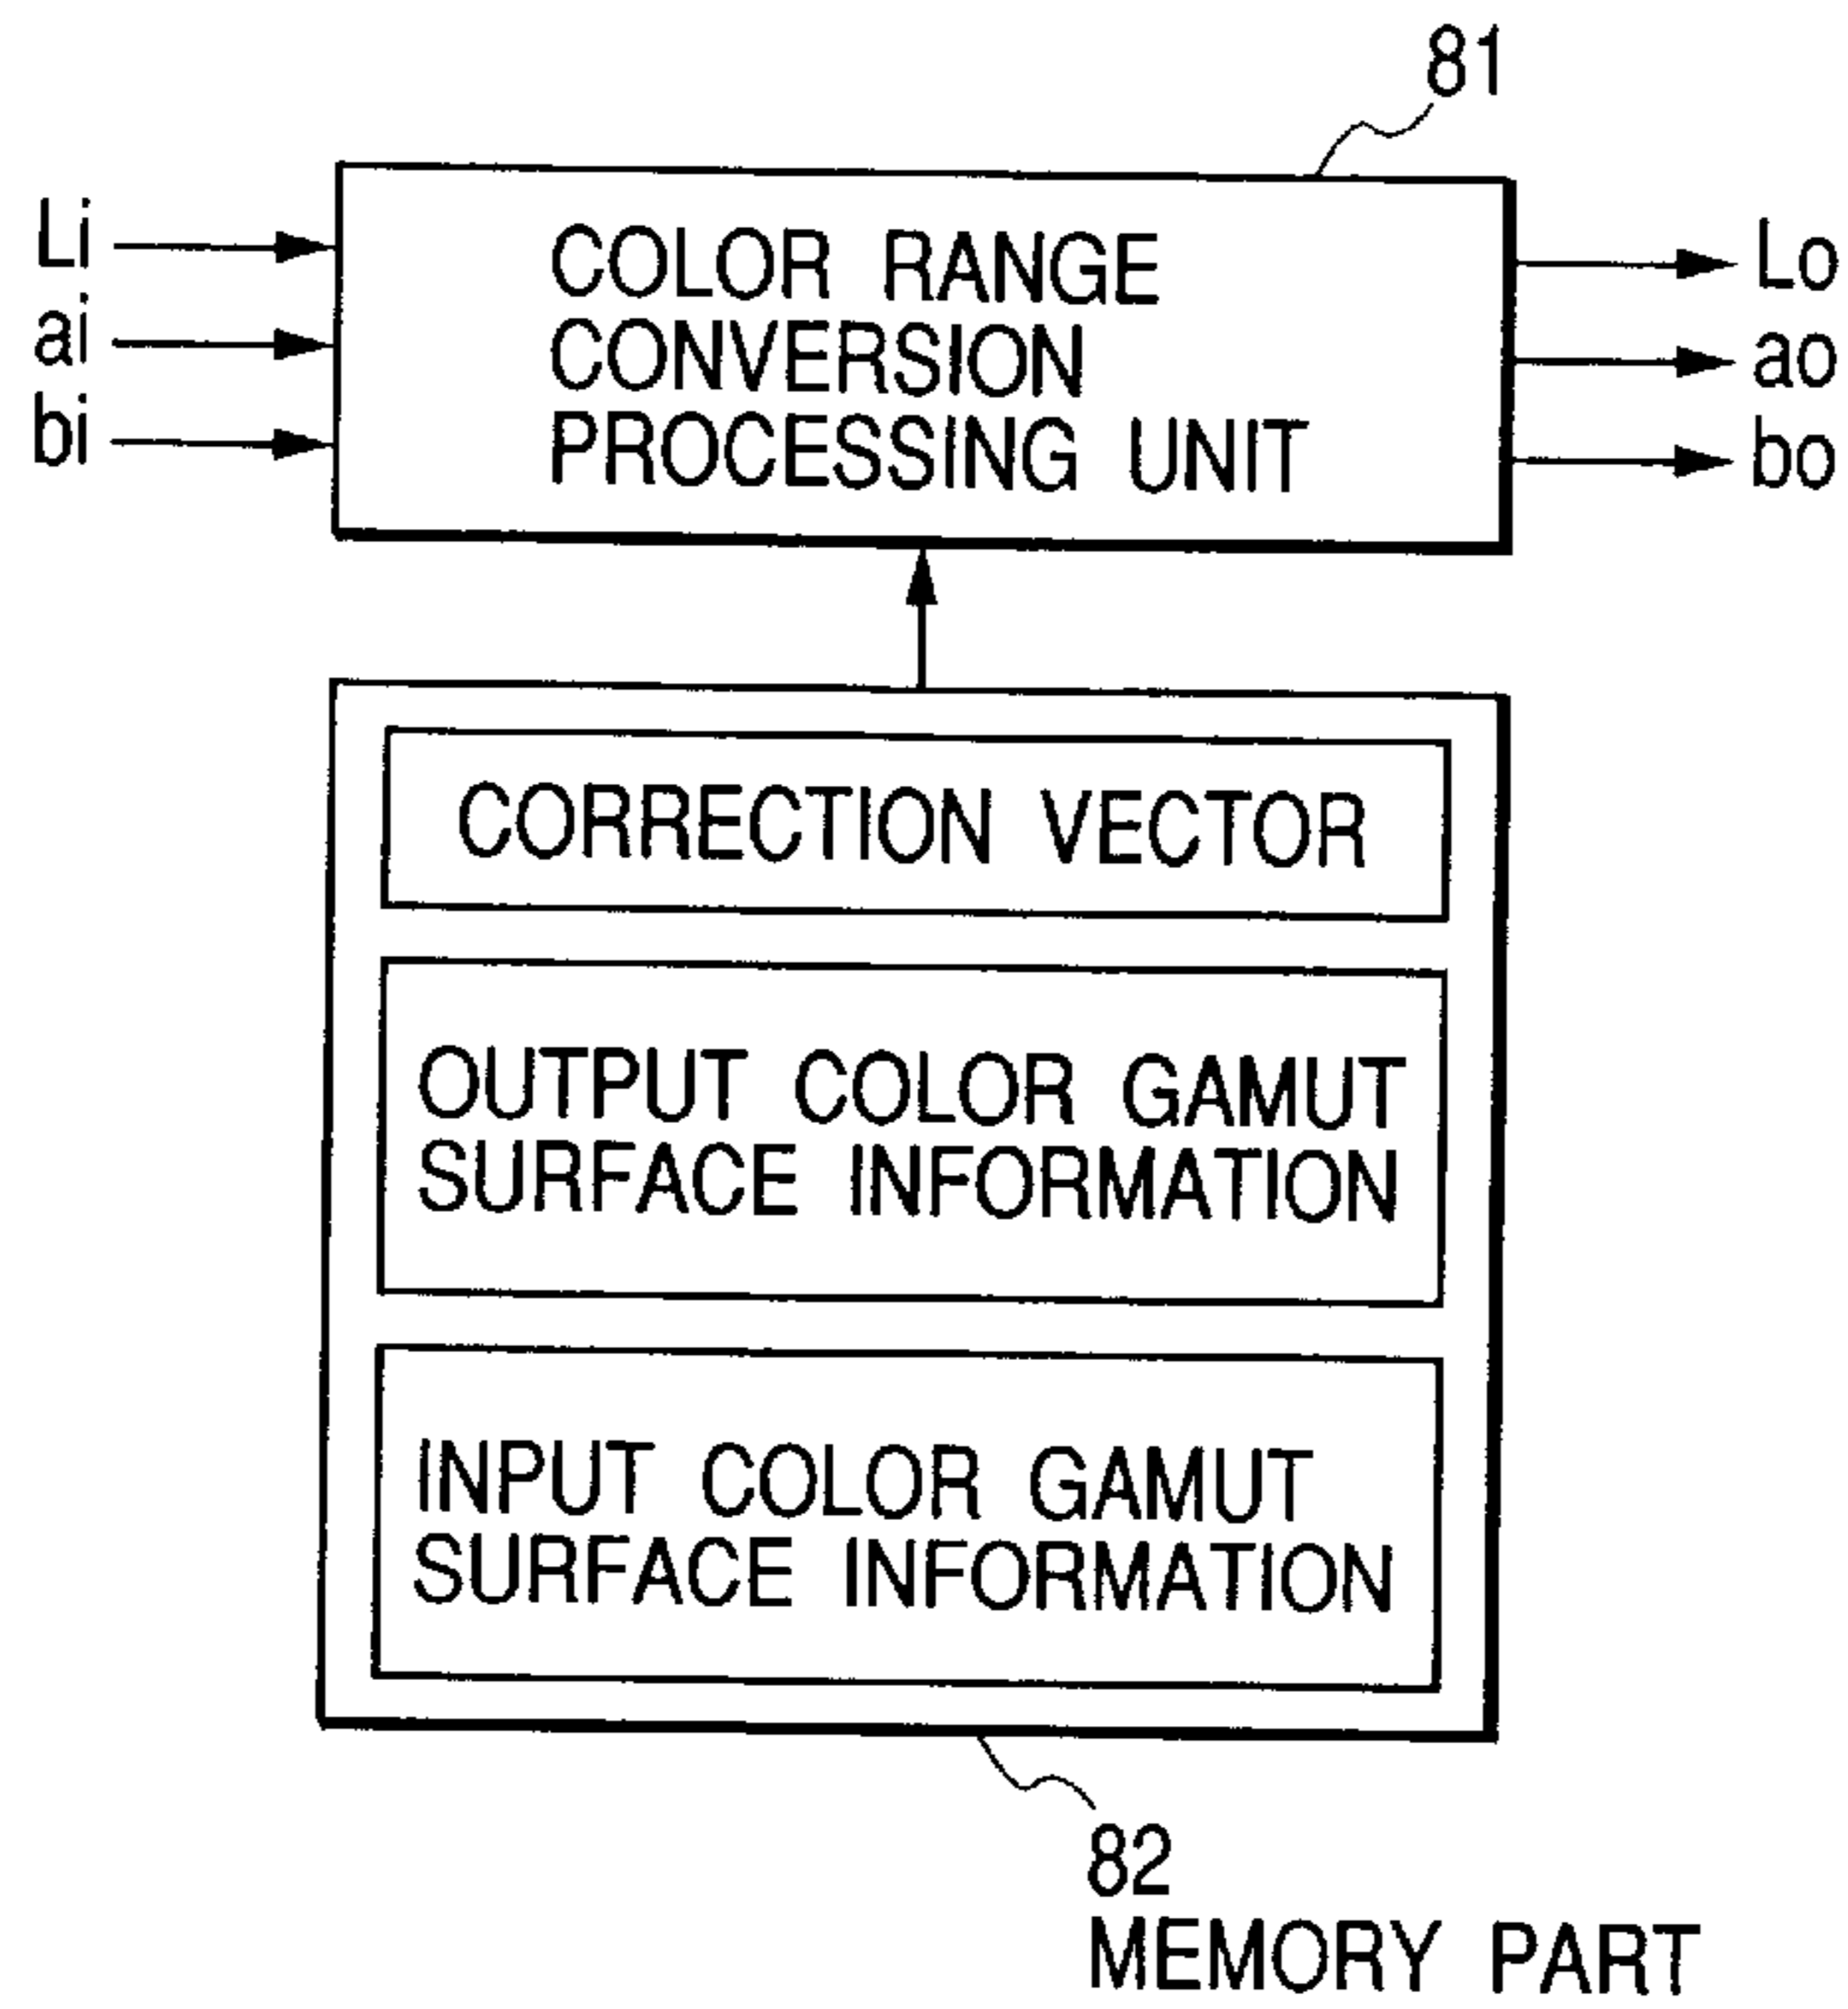 81
Li
ai
bi
COLOR RANGE
CONVERSION
PROCESSING UNIT
Lo
ao
bo
CORRECTION VECTOR
OUTPUT COLOR GAMUT
SURFACE INFORMATION
INPUT COLOR GAMUT
SURFACE INFORMATION
82
MEMORY PART